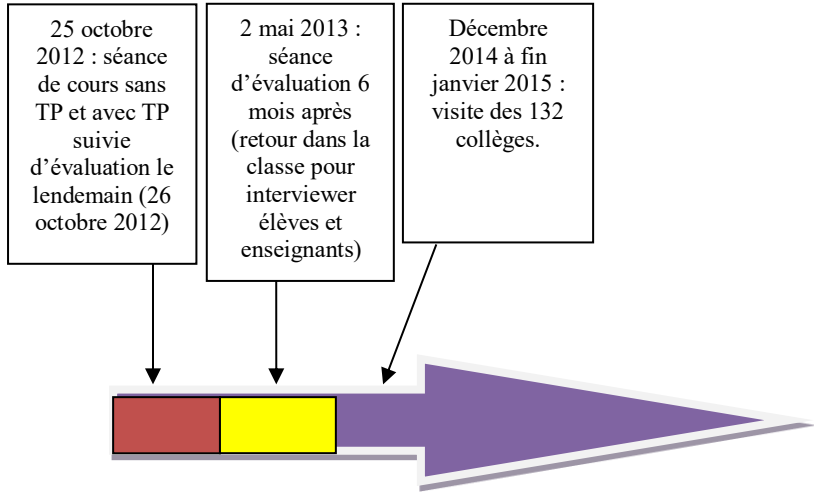 25 octobre
2012 : séance
de cours sans
TP et avec TP
suivie
d’évaluation le
lendemain (26
octobre 2012)
2 mai 2013 :
séance
d’évaluation 6
mois après
(retour dans la
classe pour
interviewer
élèves et
enseignants)
Décembre
2014 à fin
janvier 2015 :
visite des 132
collèges.